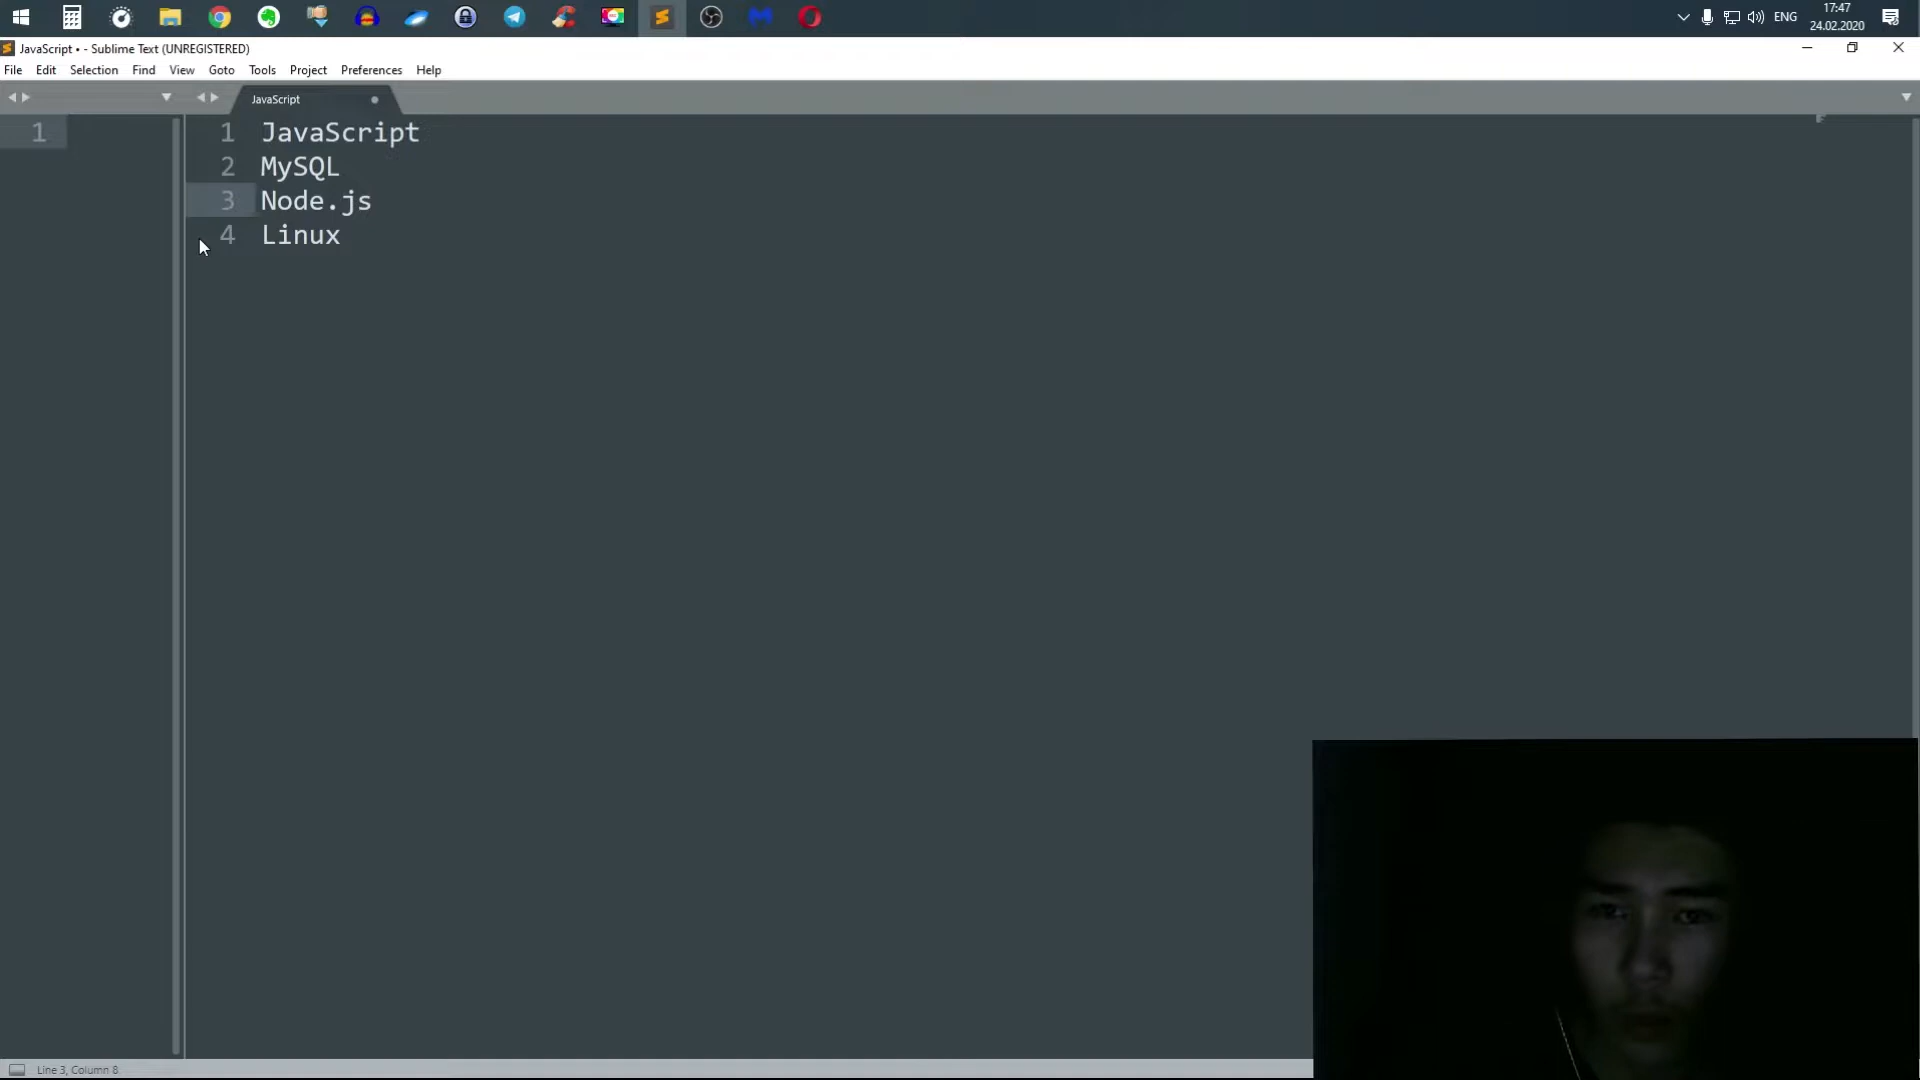 17:47
ENG
24.02.2020
JavaScript • - Sublime Text (UNREGISTERED)
File Edit Selection Find View Goto Tools Project Preferences Help
JavaScript
1
1 JavaScript
2 MySQL
3 Node.js
4 Linux
Line 3, Column 8